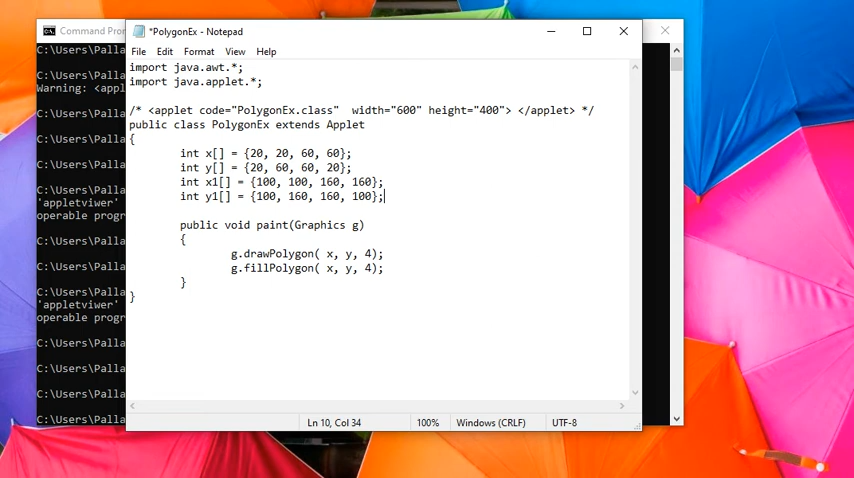 Command Pron
*PolygonEx - Notepad
File Edit Format View Help
import java.awt.*;
import java.applet.*;
/* <applet code="PolygonEx.class"  width="600" height="400"> </applet> */
public class PolygonEx extends Applet
{
int x[] = {20, 20, 60, 60};
int y[] = {20, 60, 60, 20};
int x1[] = {100, 100, 160, 160};
int y1[] = {100, 160, 160, 100};
public void paint(Graphics g)
{
g.drawPolygon( x, y, 4);
g.fillPolygon( x, y, 4);
}
}
Ln 10, Col 34
100%
Windows (CRLF)
UTF-8
C:\Users\Palla
C:\Users\Palla
Warning: <appl
C:\Users\Palla
C:\Users\Palla
C:\Users\Palla
C:\Users\Palla
'appletviwer'
operable progr
C:\Users\Palla
C:\Users\Palla
C:\Users\Palla
'appletviwer'
operable progr
C:\Users\Palla
C:\Users\Palla
C:\Users\Palla
C:\Users\Palla